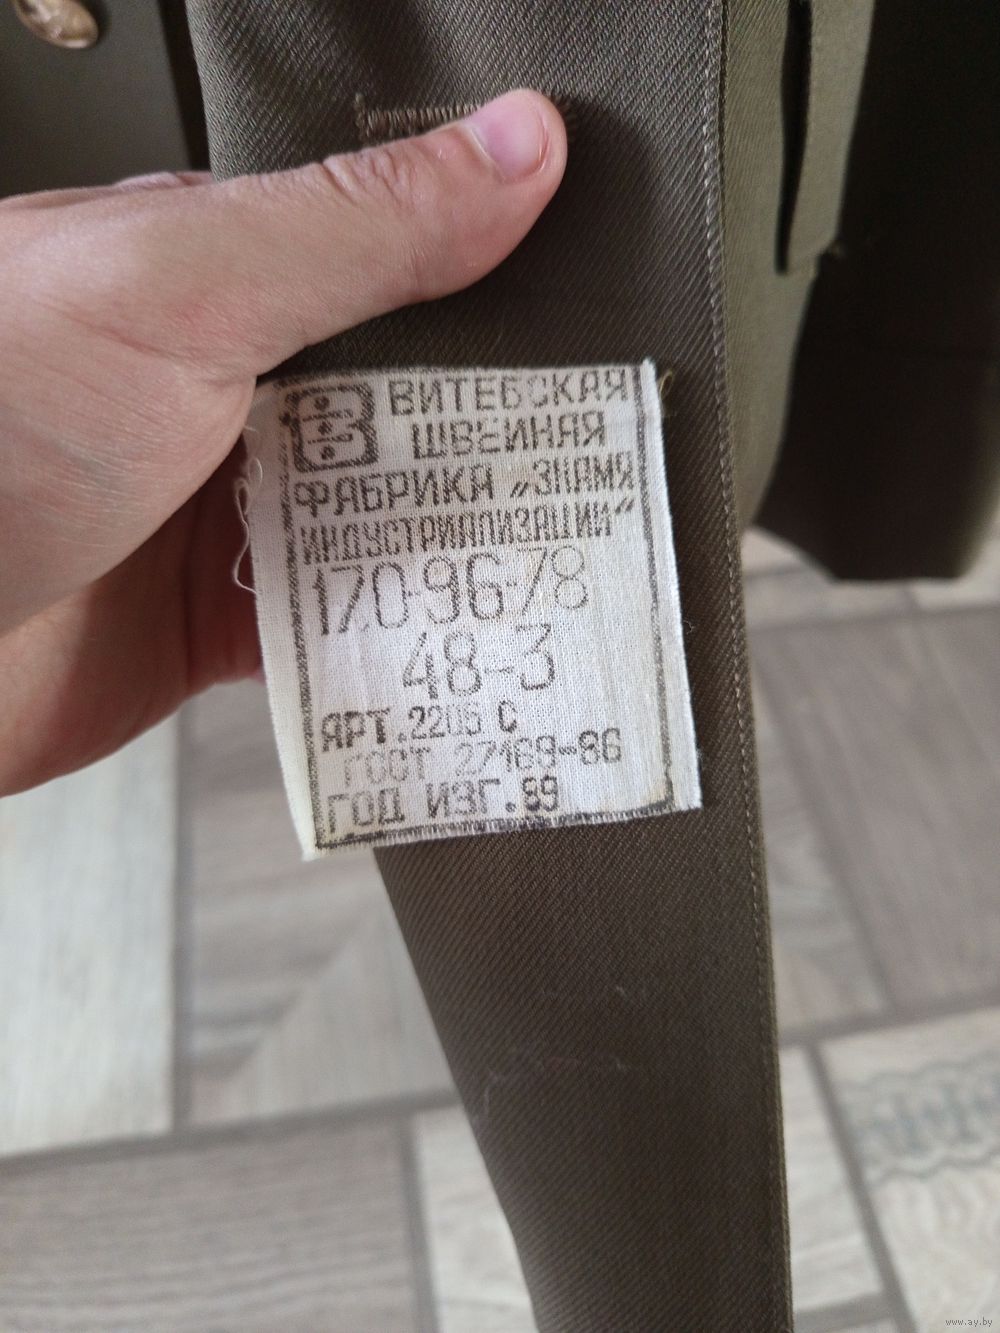 ВИТЕБСКАЯ
ШВЕЙНАЯ
ФАБРИКА „ЗНАМЯ
ИНДУСТРИАЛИЗАЦИИ"
170-96-78
48-3
АРТ. 2205 С
ГОСТ 27169-86
ГОД ИЗГ. 89
www.ay.by